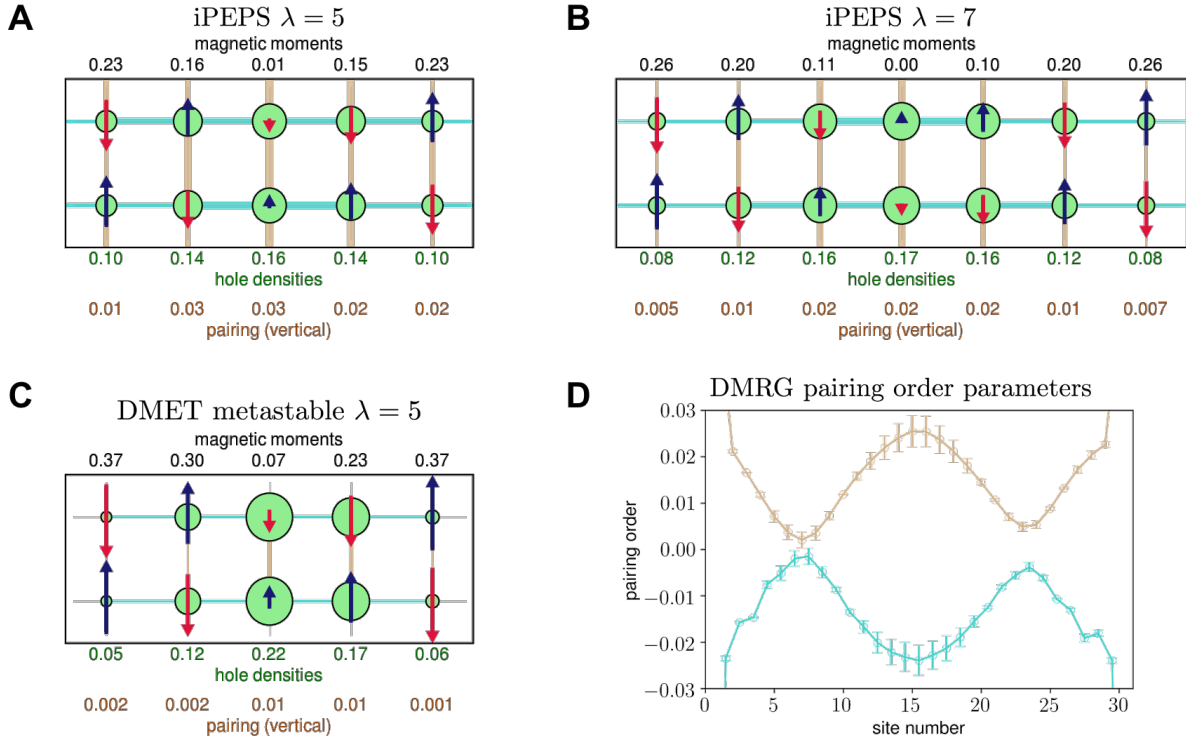 A
iPEPS λ = 5
magnetic moments
0.23 0.16 0.01 0.15 0.23
0.10 0.14 0.16 0.14 0.10
hole densities
0.01 0.03 0.03 0.02 0.02
pairing (vertical)
B
iPEPS λ = 7
magnetic moments
0.26 0.20 0.11 0.00 0.10 0.20 0.26
0.08 0.12 0.16 0.17 0.16 0.12 0.08
hole densities
0.005 0.01 0.02 0.02 0.02 0.01 0.007
pairing (vertical)
C
DMET metastable λ = 5
magnetic moments
0.37 0.30 0.07 0.23 0.37
0.05 0.12 0.22 0.17 0.06
hole densities
0.002 0.002 0.01 0.01 0.001
pairing (vertical)
D
DMRG pairing order parameters
pairing order
0.03
0.02
0.01
0.00
−0.01
−0.02
−0.03
0 5 10 15 20 25 30
site number